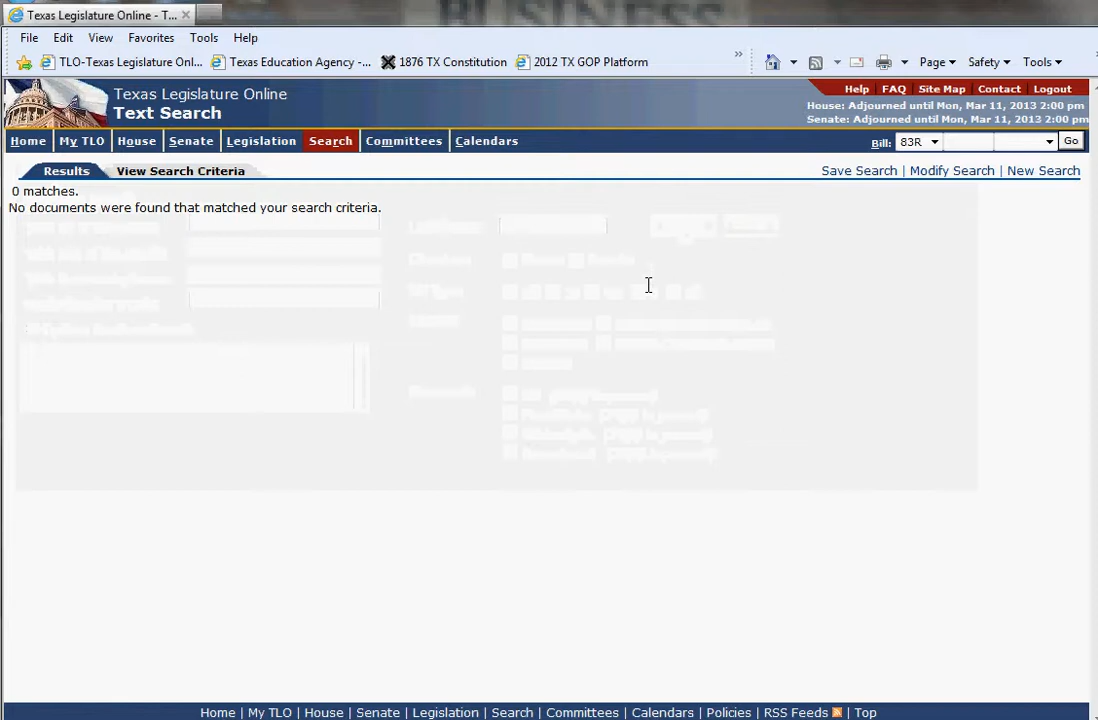 BUSINESS
Texas Legislature Online - T...
File Edit View Favorites Tools Help
TLO-Texas Legislature Onl... Texas Education Agency -... 1876 TX Constitution 2012 TX GOP Platform
Page Safety Tools
Texas Legislature Online
Text Search
Help FAQ Site Map Contact Logout
House: Adjourned until Mon, Mar 11, 2013 2:00 pm
Senate: Adjourned until Mon, Mar 11, 2013 2:00 pm
Home My TLO House Senate Legislation Search Committees Calendars Bill: 83R Go
Results View Search Criteria Save Search | Modify Search | New Search
0 matches.
No documents were found that matched your search criteria.
Home | My TLO | House | Senate | Legislation | Search | Committees | Calendars | Policies | RSS Feeds | Top